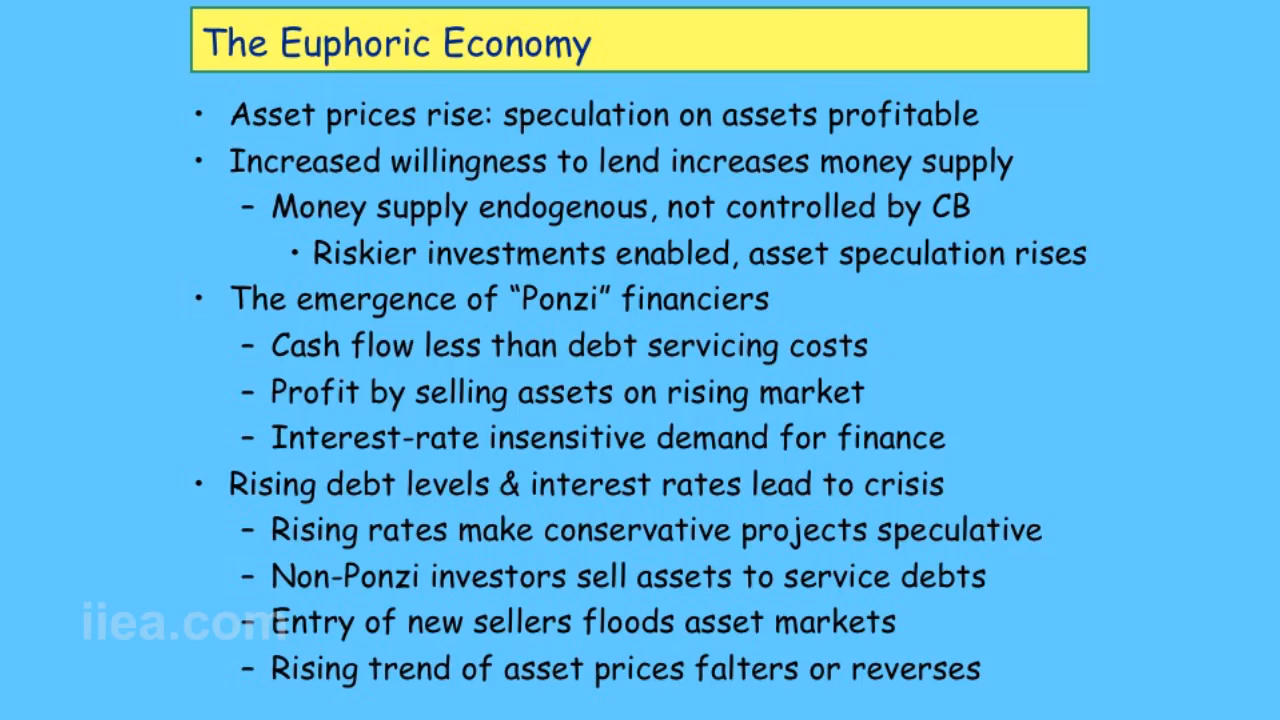 The Euphoric Economy
• Asset prices rise: speculation on assets profitable
• Increased willingness to lend increases money supply
– Money supply endogenous, not controlled by CB
• Riskier investments enabled, asset speculation rises
• The emergence of “Ponzi” financiers
– Cash flow less than debt servicing costs
– Profit by selling assets on rising market
– Interest-rate insensitive demand for finance
• Rising debt levels & interest rates lead to crisis
– Rising rates make conservative projects speculative
– Non-Ponzi investors sell assets to service debts
– Entry of new sellers floods asset markets
– Rising trend of asset prices falters or reverses
iiea.com